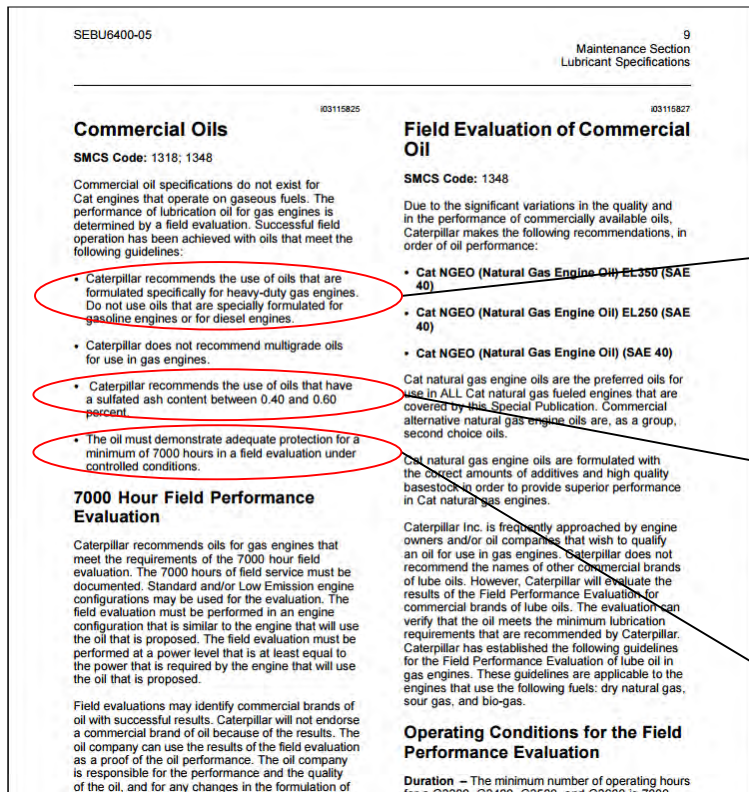 SEBU6400-05
9
Maintenance Section
Lubricant Specifications
i03115825
Commercial Oils
SMCS Code: 1318; 1348
Commercial oil specifications do not exist for
Cat engines that operate on gaseous fuels. The
performance of lubrication oil for gas engines is
determined by a field evaluation. Successful field
operation has been achieved with oils that meet the
following guidelines:
• Caterpillar recommends the use of oils that are
formulated specifically for heavy-duty gas engines.
Do not use oils that are specially formulated for
gasoline engines or for diesel engines.
• Caterpillar does not recommend multigrade oils
for use in gas engines.
• Caterpillar recommends the use of oils that have
a sulfated ash content between 0.40 and 0.60
percent.
• The oil must demonstrate adequate protection for a
minimum of 7000 hours in a field evaluation under
controlled conditions.
7000 Hour Field Performance
Evaluation
Caterpillar recommends oils for gas engines that
meet the requirements of the 7000 hour field
evaluation. The 7000 hours of field service must be
documented. Standard and/or Low Emission engine
configurations may be used for the evaluation. The
field evaluation must be performed in an engine
configuration that is similar to the engine that will use
the oil that is proposed. The field evaluation must be
performed at a power level that is at least equal to
the power that is required by the engine that will use
the oil that is proposed.
Field evaluations may identify commercial brands of
oil with successful results. Caterpillar will not endorse
a commercial brand of oil because of the results. The
oil company can use the results of the field evaluation
as a proof of the oil performance. The oil company
is responsible for the performance and the quality
of the oil, and for any changes in the formulation of
i03115827
Field Evaluation of Commercial
Oil
SMCS Code: 1348
Due to the significant variations in the quality and
in the performance of commercially available oils,
Caterpillar makes the following recommendations, in
order of oil performance:
• Cat NGEO (Natural Gas Engine Oil) EL350 (SAE
40)
• Cat NGEO (Natural Gas Engine Oil) EL250 (SAE
40)
• Cat NGEO (Natural Gas Engine Oil) (SAE 40)
Cat natural gas engine oils are the preferred oils for
use in ALL Cat natural gas fueled engines that are
covered by this Special Publication. Commercial
alternative natural gas engine oils are, as a group,
second choice oils.
Cat natural gas engine oils are formulated with
the correct amounts of additives and high quality
basestock in order to provide superior performance
in Cat natural gas engines.
Caterpillar Inc. is frequently approached by engine
owners and/or oil companies that wish to qualify
an oil for use in gas engines. Caterpillar does not
recommend the names of other commercial brands
of lube oils. However, Caterpillar will evaluate the
results of the Field Performance Evaluation for
commercial brands of lube oils. The evaluation can
verify that the oil meets the minimum lubrication
requirements that are recommended by Caterpillar.
Caterpillar has established the following guidelines
for the Field Performance Evaluation of lube oil in
gas engines. These guidelines are applicable to the
engines that use the following fuels: dry natural gas,
sour gas, and bio-gas.
Operating Conditions for the Field
Performance Evaluation
Duration – The minimum number of operating hours